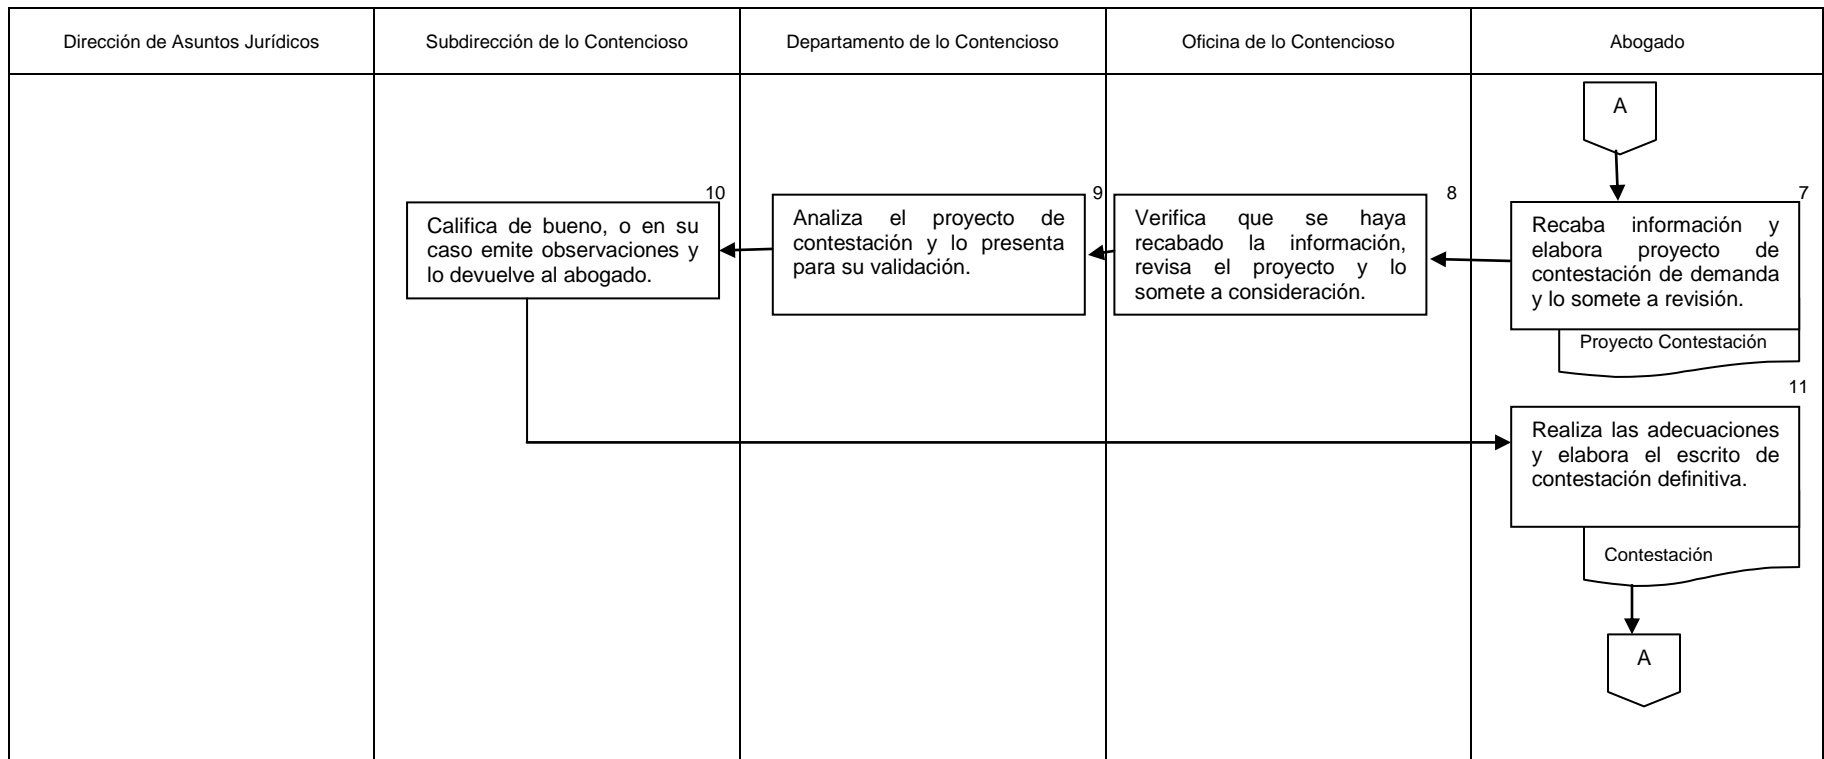 Dirección de Asuntos Jurídicos
Subdirección de lo Contencioso
Departamento de lo Contencioso
Oficina de lo Contencioso
Abogado
A
7
Recaba información y
elabora proyecto de
contestación de demanda
y lo somete a revisión.
Proyecto Contestación
8
Verifica que se haya
recabado la información,
revisa el proyecto y lo
somete a consideración.
9
Analiza el proyecto de
contestación y lo presenta
para su validación.
10
Califica de bueno, o en su
caso emite observaciones y
lo devuelve al abogado.
11
Realiza las adecuaciones
y elabora el escrito de
contestación definitiva.
Contestación
A